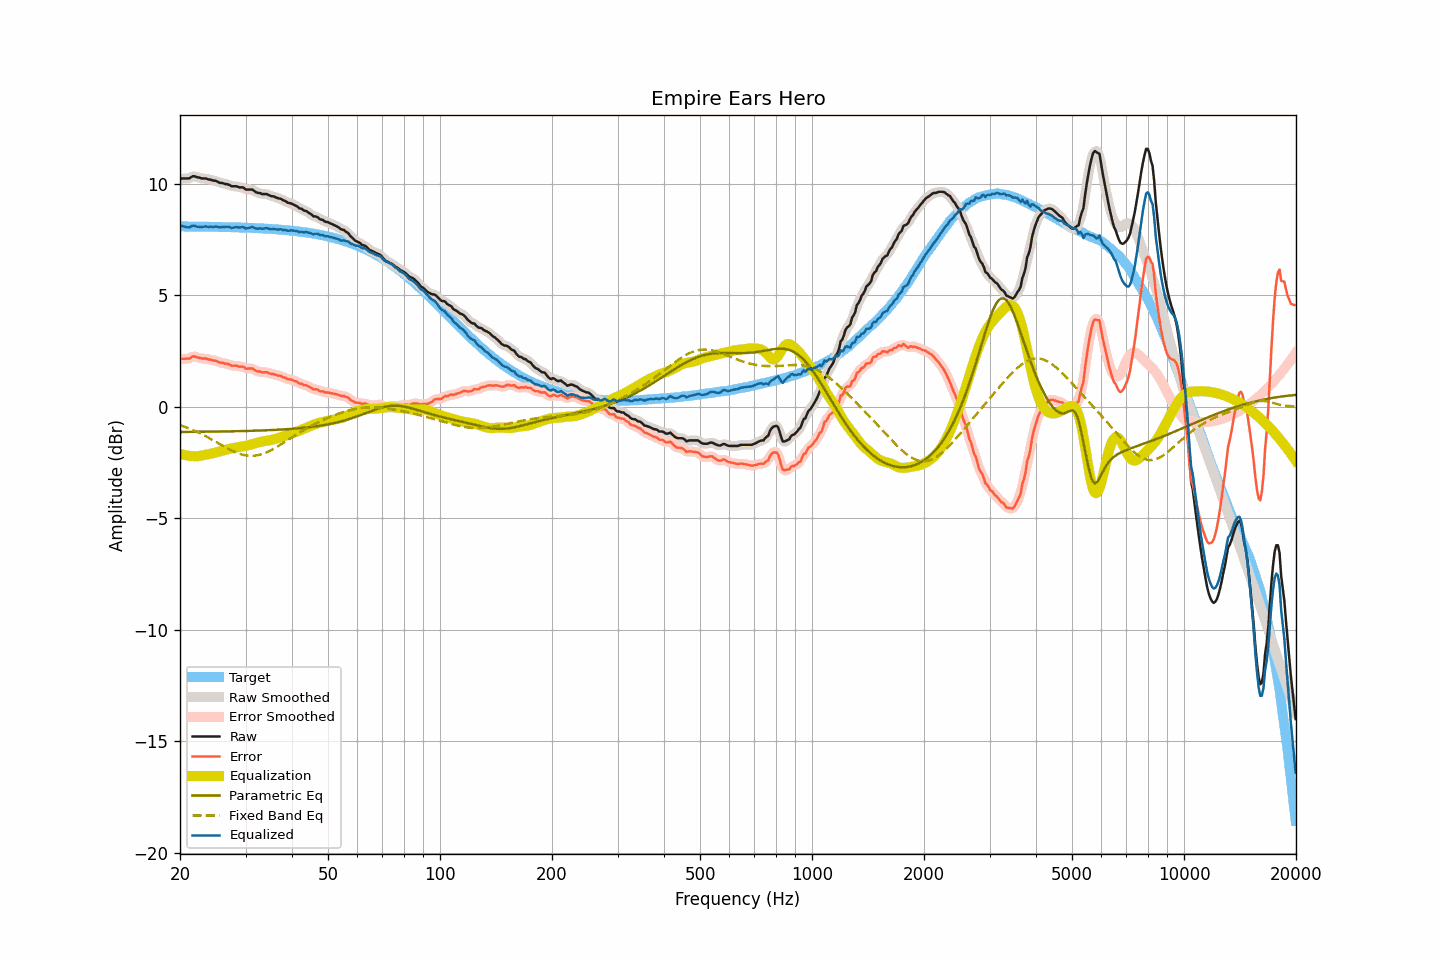 Empire Ears Hero
Amplitude (dBr)
10
5
0
−5
−10
−15
−20
Target
Raw Smoothed
Error Smoothed
Raw
Error
Equalization
Parametric Eq
Fixed Band Eq
Equalized
20 50 100 200 500 1000 2000 5000 10000 20000
Frequency (Hz)